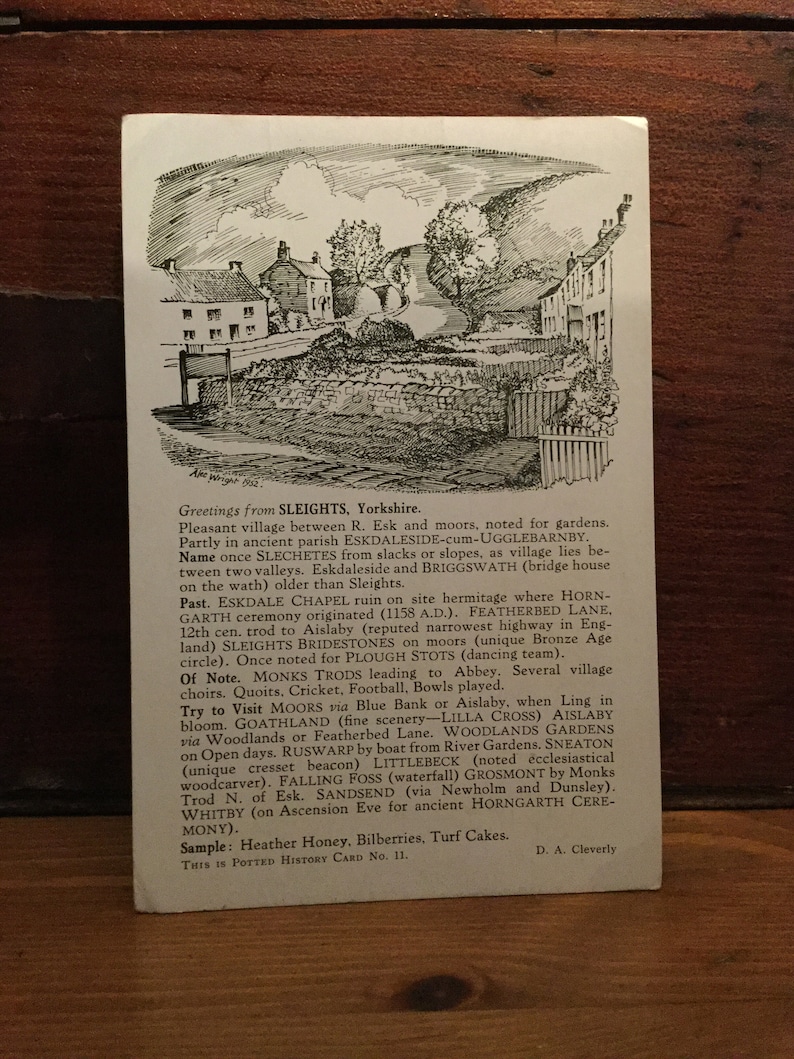 Alec Wright 1952.
Greetings from SLEIGHTS, Yorkshire.
Pleasant village between R. Esk and moors, noted for gardens.
Partly in ancient parish ESKDALESIDE-cum-UGGLEBARNBY.
Name once SLECHETES from slacks or slopes, as village lies be-
tween two valleys. Eskdaleside and BRIGGSWATH (bridge house
on the wath) older than Sleights.
Past. ESKDALE CHAPEL ruin on site hermitage where HORN-
GARTH ceremony originated (1158 A.D.). FEATHERBED LANE,
12th cen. trod to Aislaby (reputed narrowest highway in Eng-
land) SLEIGHTS BRIDESTONES on moors (unique Bronze Age
circle). Once noted for PLOUGH STOTS (dancing team).
Of Note. MONKS TRODS leading to Abbey. Several village
choirs. Quoits, Cricket, Football, Bowls played.
Try to Visit MOORS via Blue Bank or Aislaby, when Ling in
bloom. GOATHLAND (fine scenery—LILLA CROSS) AISLABY
via Woodlands or Featherbed Lane. WOODLANDS GARDENS
on Open days. RUSWARP by boat from River Gardens. SNEATON
(unique cresset beacon) LITTLEBECK (noted ecclesiastical
woodcarver). FALLING FOSS (waterfall) GROSMONT by Monks
Trod N. of Esk. SANDSEND (via Newholm and Dunsley).
WHITBY (on Ascension Eve for ancient HORNGARTH CERE-
MONY).
Sample: Heather Honey, Bilberries, Turf Cakes.
THIS IS POTTED HISTORY CARD NO. 11. D. A. Cleverly